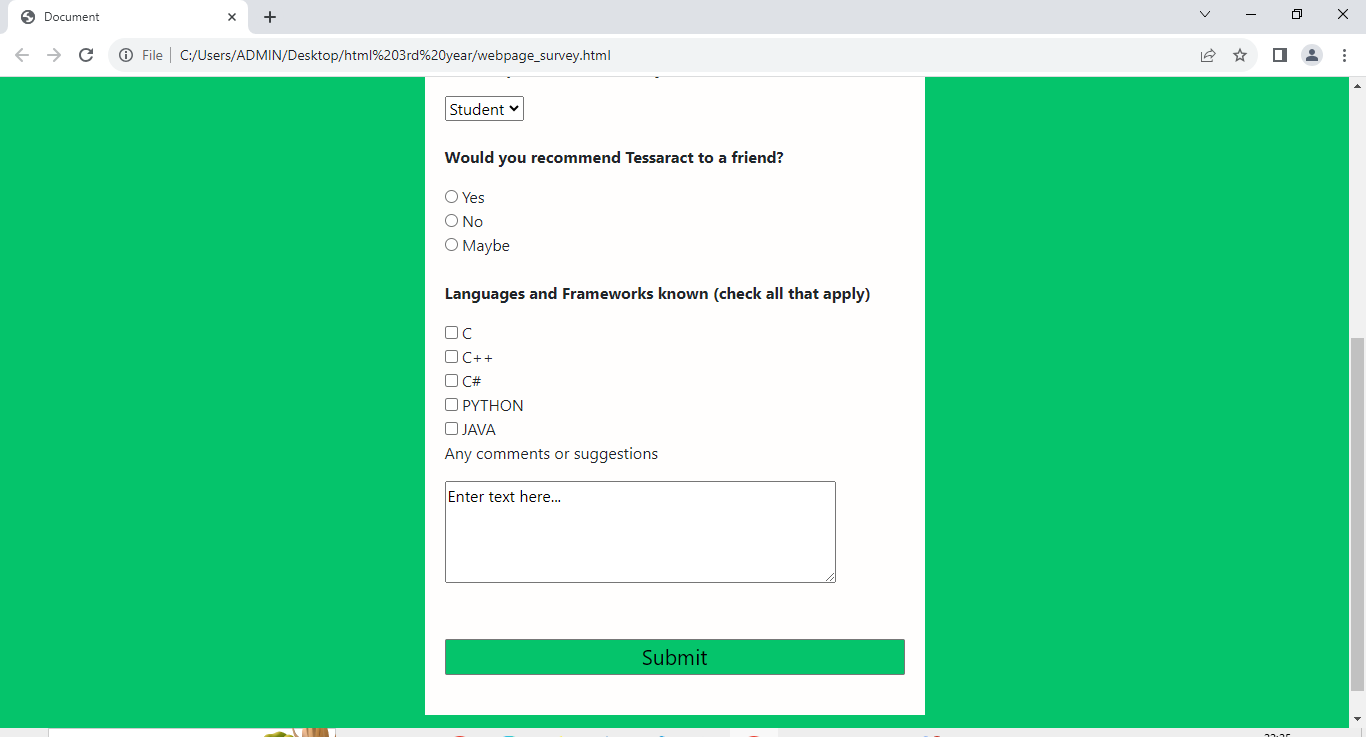 Document
File
C:/Users/ADMIN/Desktop/html%203rd%20year/webpage_survey.html
Student
Would you recommend Tessaract to a friend?
Yes
No
Maybe
Languages and Frameworks known (check all that apply)
C
C++
C#
PYTHON
JAVA
Any comments or suggestions
Enter text here...
Submit